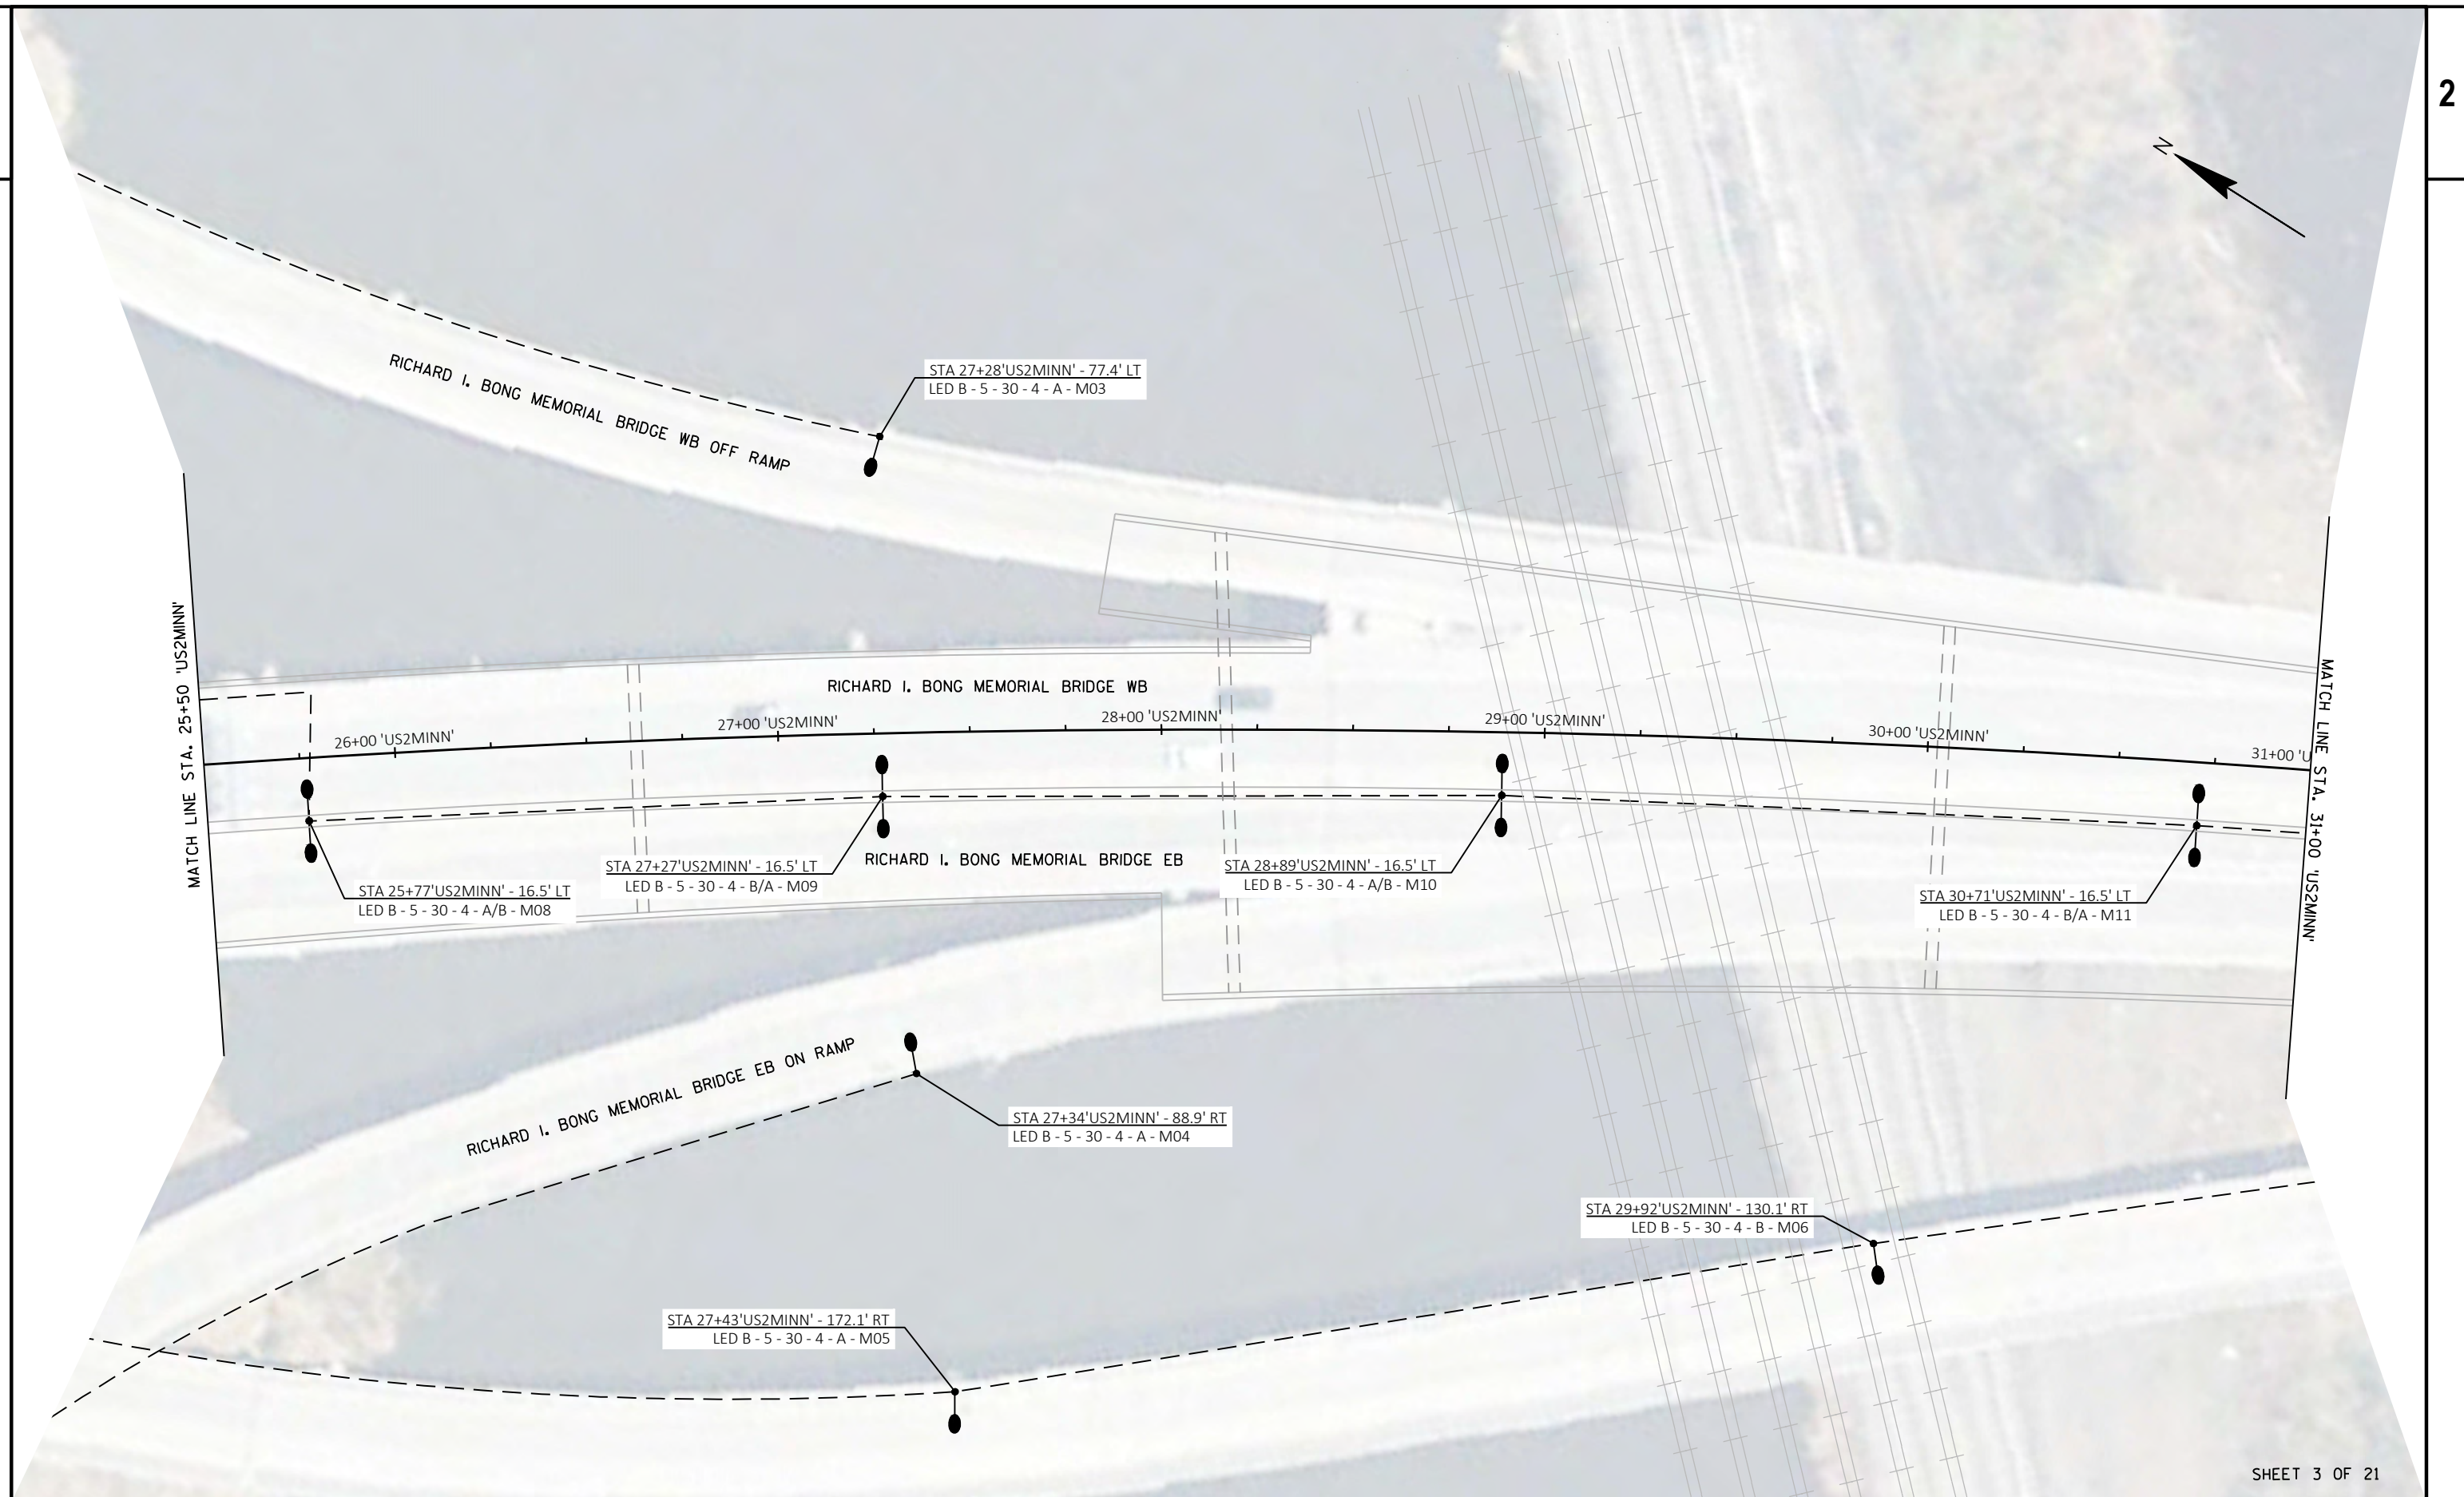 2
N
STA 27+28'US2MINN' - 77.4' LT
LED B - 5 - 30 - 4 - A - M03
RICHARD I. BONG MEMORIAL BRIDGE WB OFF RAMP
MATCH LINE STA. 25+50 'US2MINN'
RICHARD I. BONG MEMORIAL BRIDGE WB
26+00 'US2MINN'
27+00 'US2MINN'
28+00 'US2MINN'
29+00 'US2MINN'
30+00 'US2MINN'
31+00 'U
MATCH LINE STA. 31+00 'US2MINN'
STA 25+77'US2MINN' - 16.5' LT
LED B - 5 - 30 - 4 - A/B - M08
STA 27+27'US2MINN' - 16.5' LT
LED B - 5 - 30 - 4 - B/A - M09
RICHARD I. BONG MEMORIAL BRIDGE EB
STA 28+89'US2MINN' - 16.5' LT
LED B - 5 - 30 - 4 - A/B - M10
STA 30+71'US2MINN' - 16.5' LT
LED B - 5 - 30 - 4 - B/A - M11
RICHARD I. BONG MEMORIAL BRIDGE EB ON RAMP
STA 27+34'US2MINN' - 88.9' RT
LED B - 5 - 30 - 4 - A - M04
STA 29+92'US2MINN' - 130.1' RT
LED B - 5 - 30 - 4 - B - M06
STA 27+43'US2MINN' - 172.1' RT
LED B - 5 - 30 - 4 - A - M05
SHEET 3 OF 21